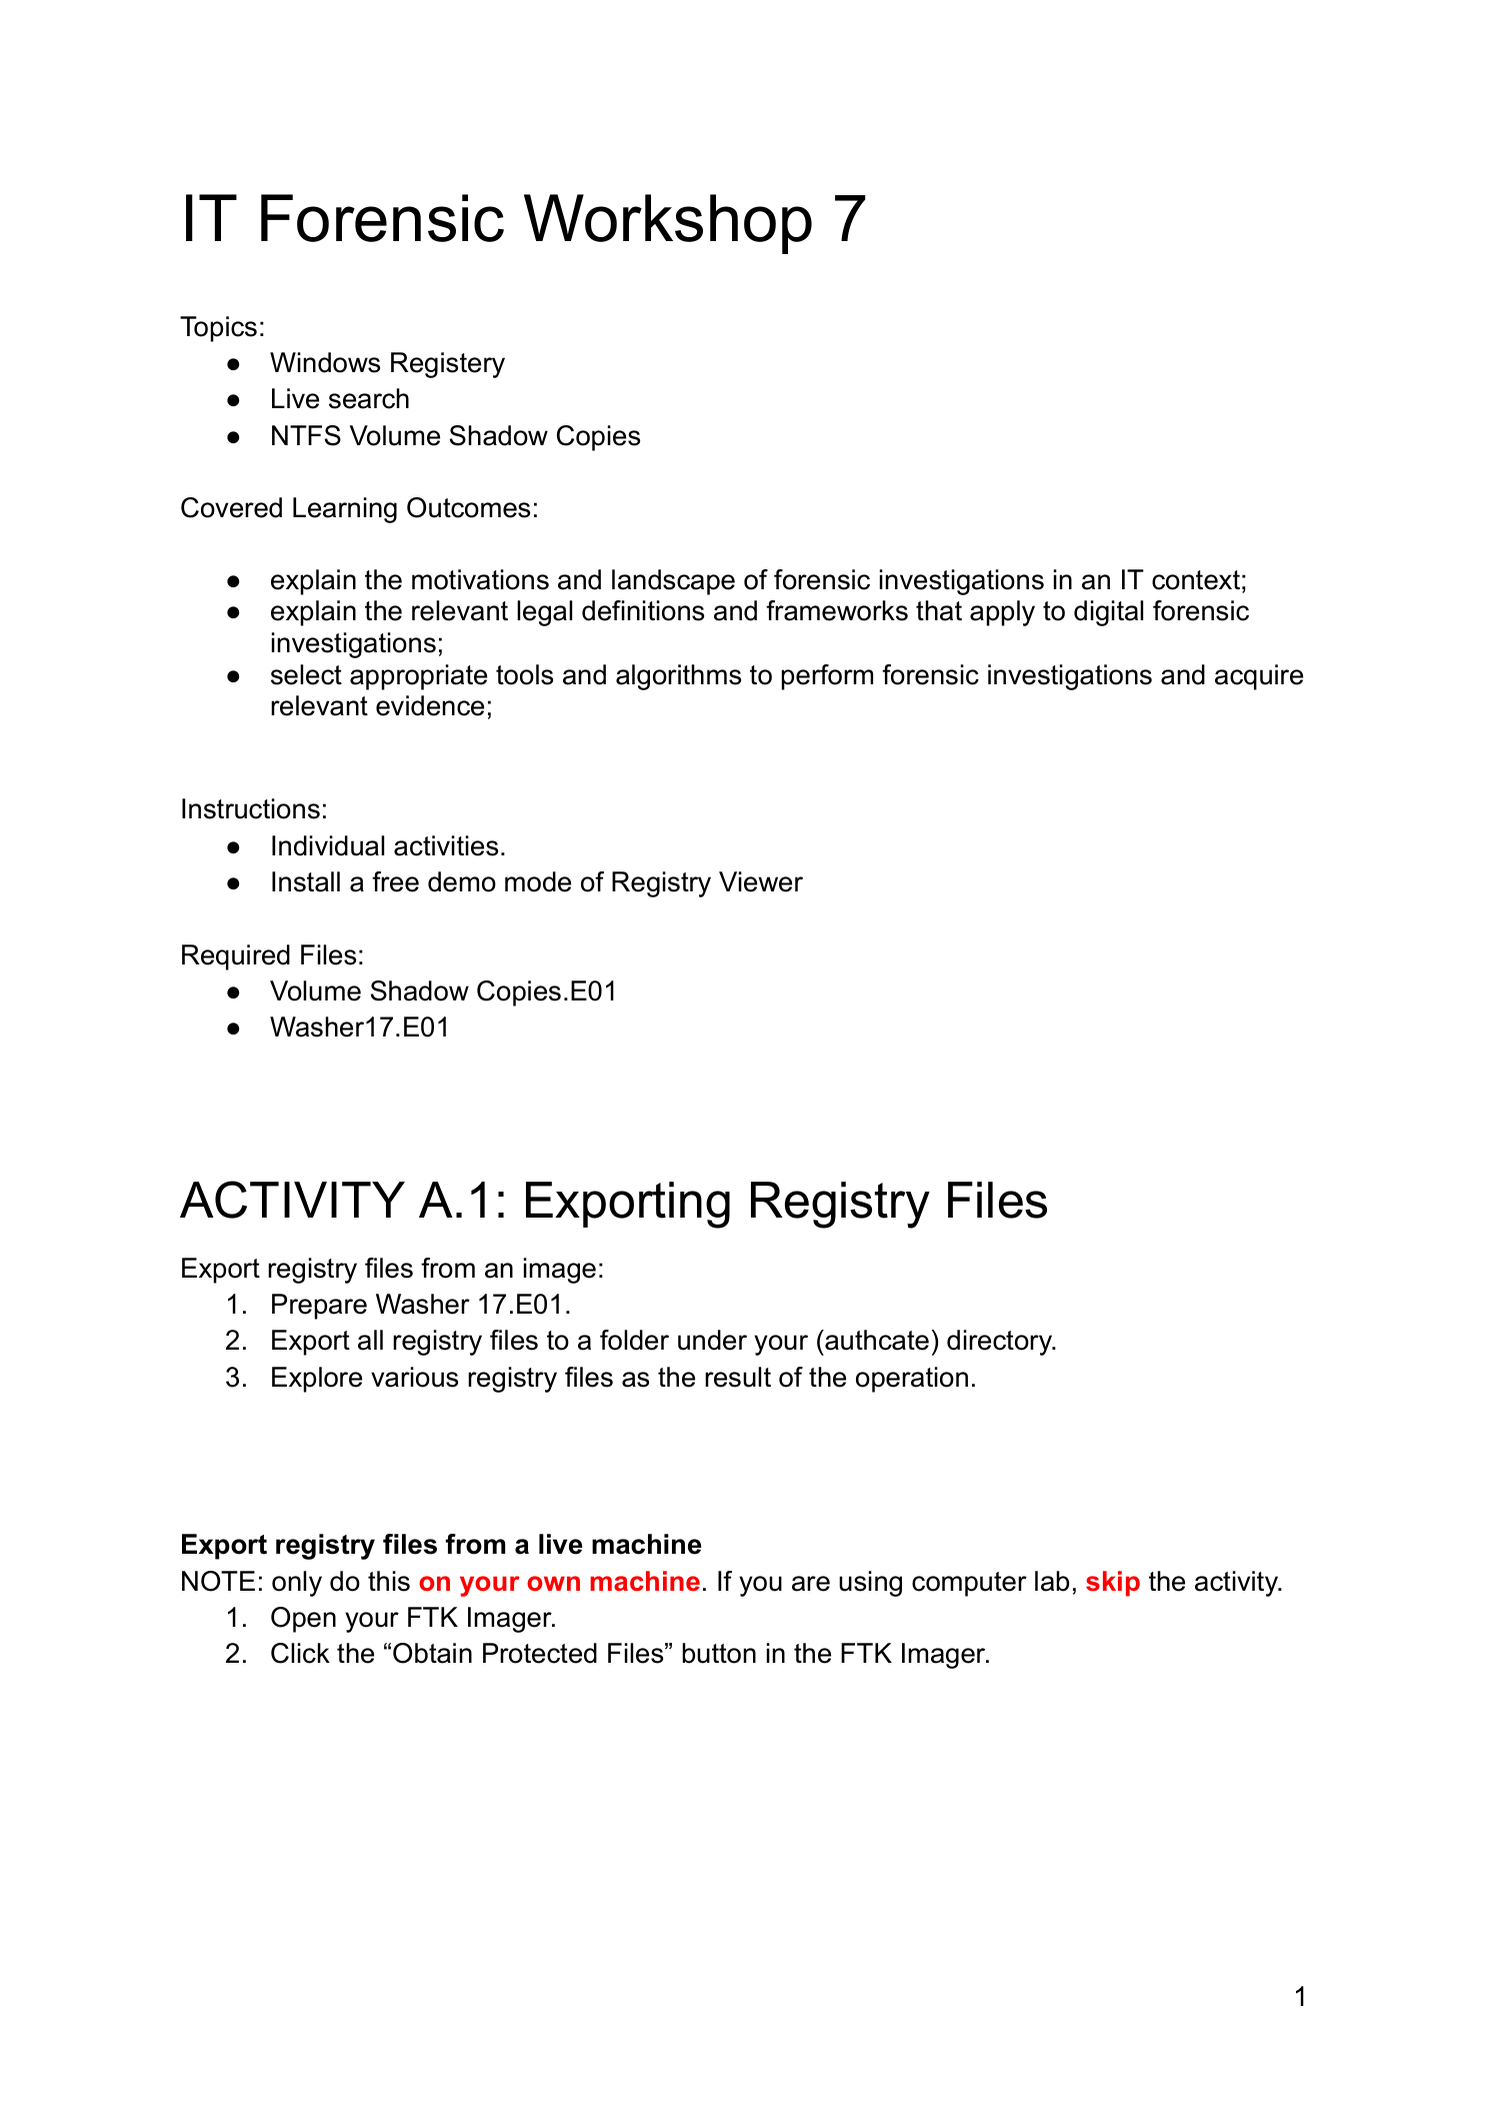 IT Forensic Workshop 7
Topics:
● Windows Registery
● Live search
● NTFS Volume Shadow Copies
Covered Learning Outcomes:
● explain the motivations and landscape of forensic investigations in an IT context;
● explain the relevant legal definitions and frameworks that apply to digital forensic
investigations;
● select appropriate tools and algorithms to perform forensic investigations and acquire
relevant evidence;
Instructions:
● Individual activities.
● Install a free demo mode of Registry Viewer
Required Files:
● Volume Shadow Copies.E01
● Washer17.E01
ACTIVITY A.1: Exporting Registry Files
Export registry files from an image:
1. Prepare Washer 17.E01.
2. Export all registry files to a folder under your (authcate) directory.
3. Explore various registry files as the result of the operation.
Export registry files from a live machine
NOTE: only do this on your own machine. If you are using computer lab, skip the activity.
1. Open your FTK Imager.
2. Click the “Obtain Protected Files” button in the FTK Imager.
1